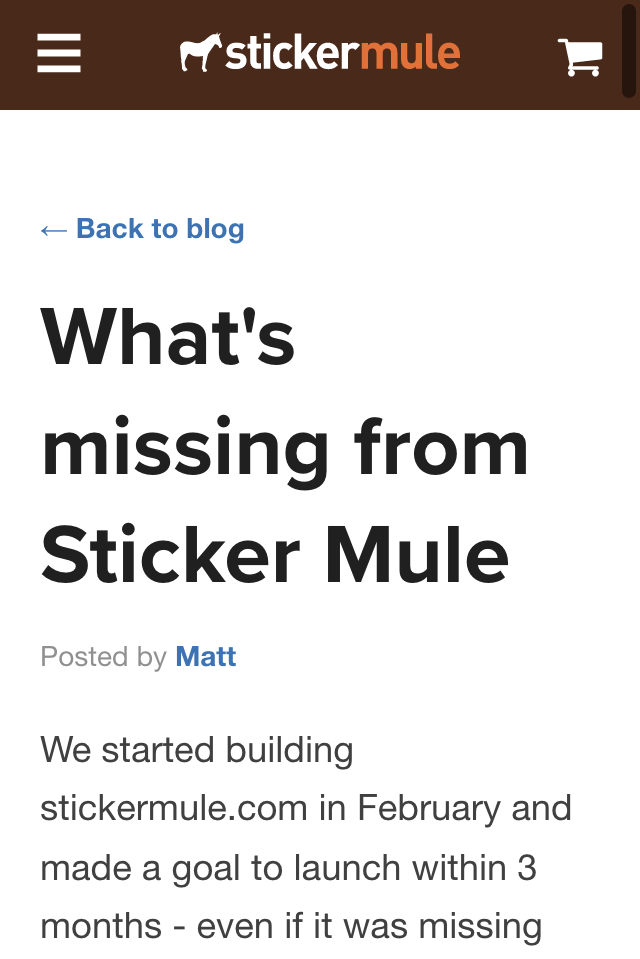 stickermule
← Back to blog
What's
missing from
Sticker Mule
Posted by Matt
We started building
stickermule.com in February and
made a goal to launch within 3
months - even if it was missing